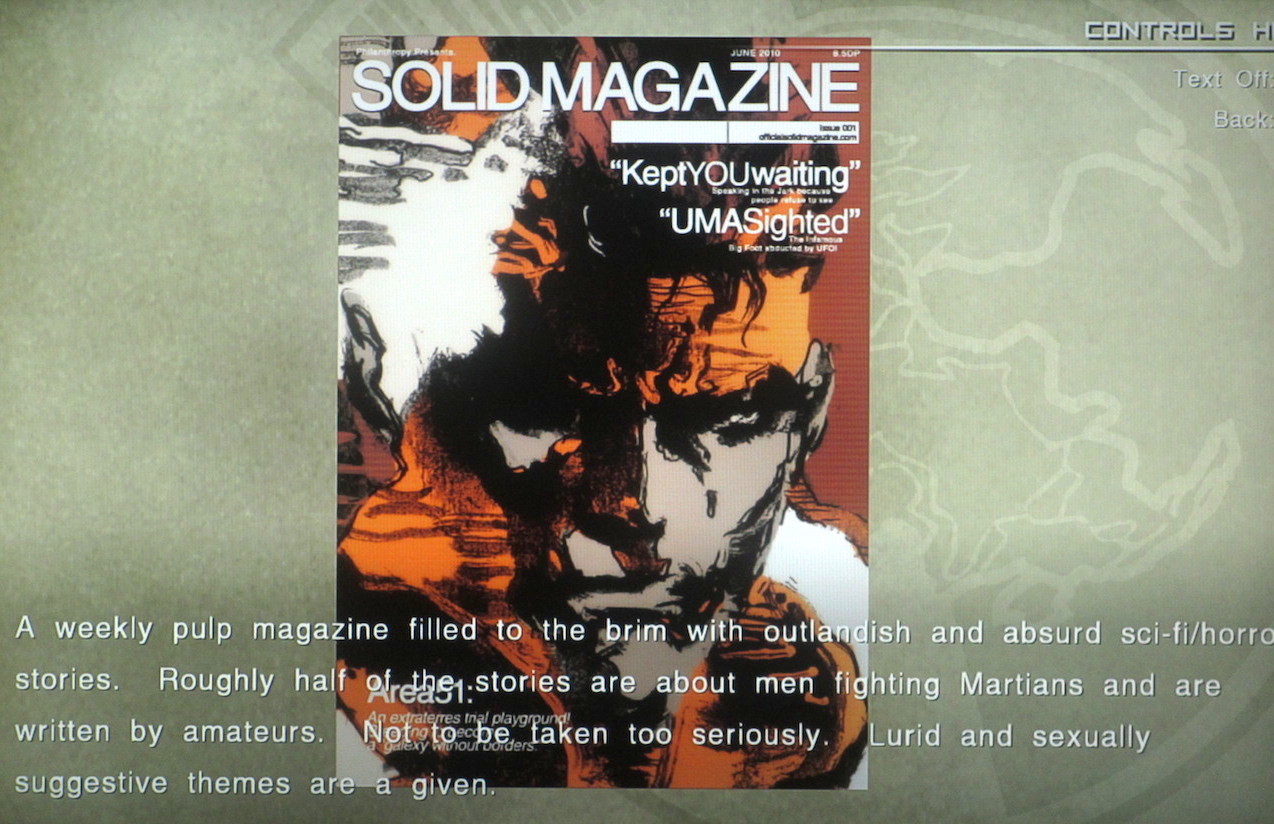 CONTROLS
Text Off:
Back:
Philanthropy Presents.
JUNE 2010
8.50P
SOLID MAGAZINE
Issue 001
officialsolidmagazine.com
“KeptYOUwaiting”
Speaking in the Dark because
people refuse to see
“UMASighted”
The Infamous
Big Foot abducted by UFO!
A weekly pulp magazine filled to the brim with outlandish and absurd sci-fi/horro
stories. Roughly half of the stories are about men fighting Martians and are
written by amateurs. Not to be taken too seriously. Lurid and sexually
suggestive themes are a given.
Area51:
An extraterres trial playground!
a galaxy without borders.